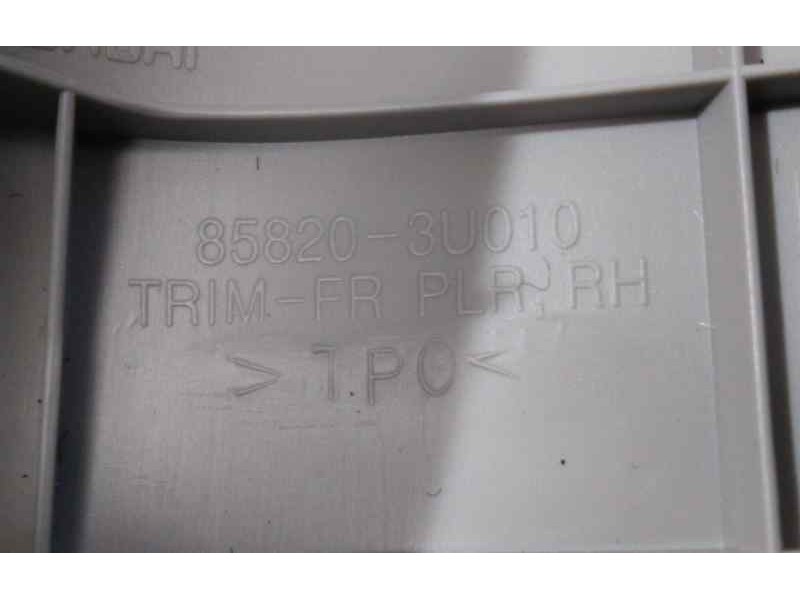 85820-3U010
TRIM-FR PLR, RH
>TPO<